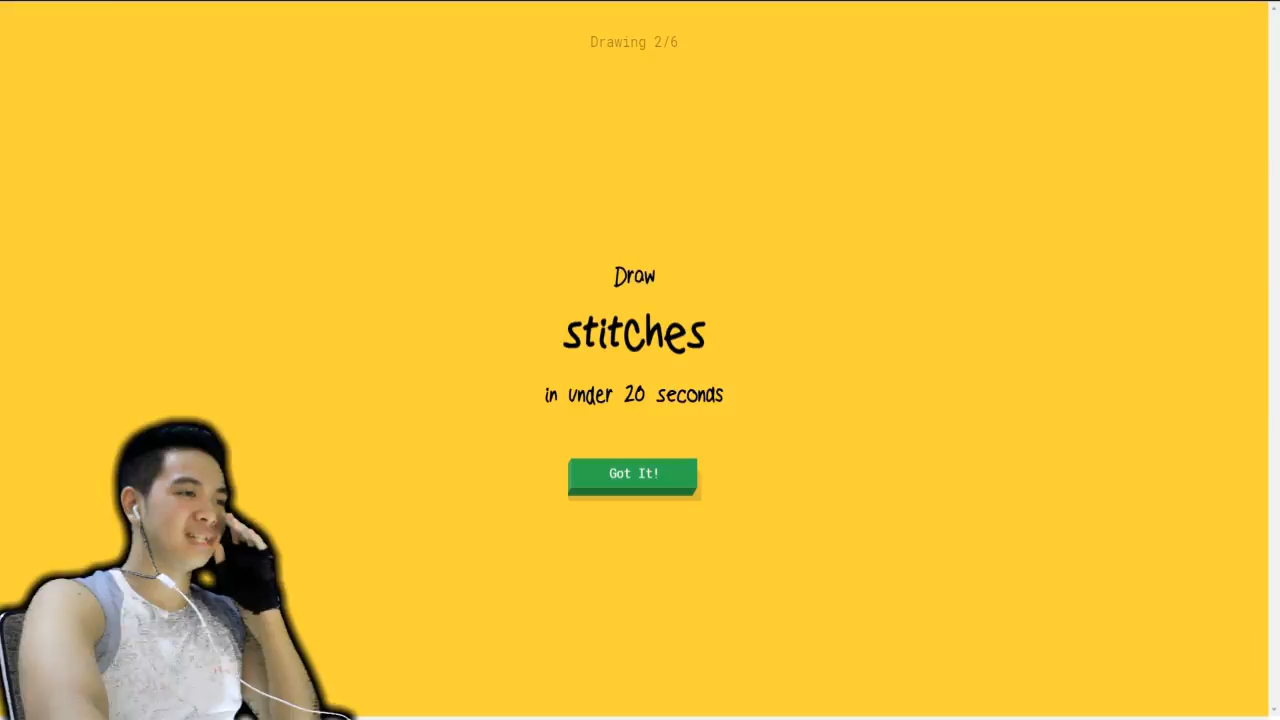 Drawing 2/6
Draw
stitches
in under 20 seconds
Got It!